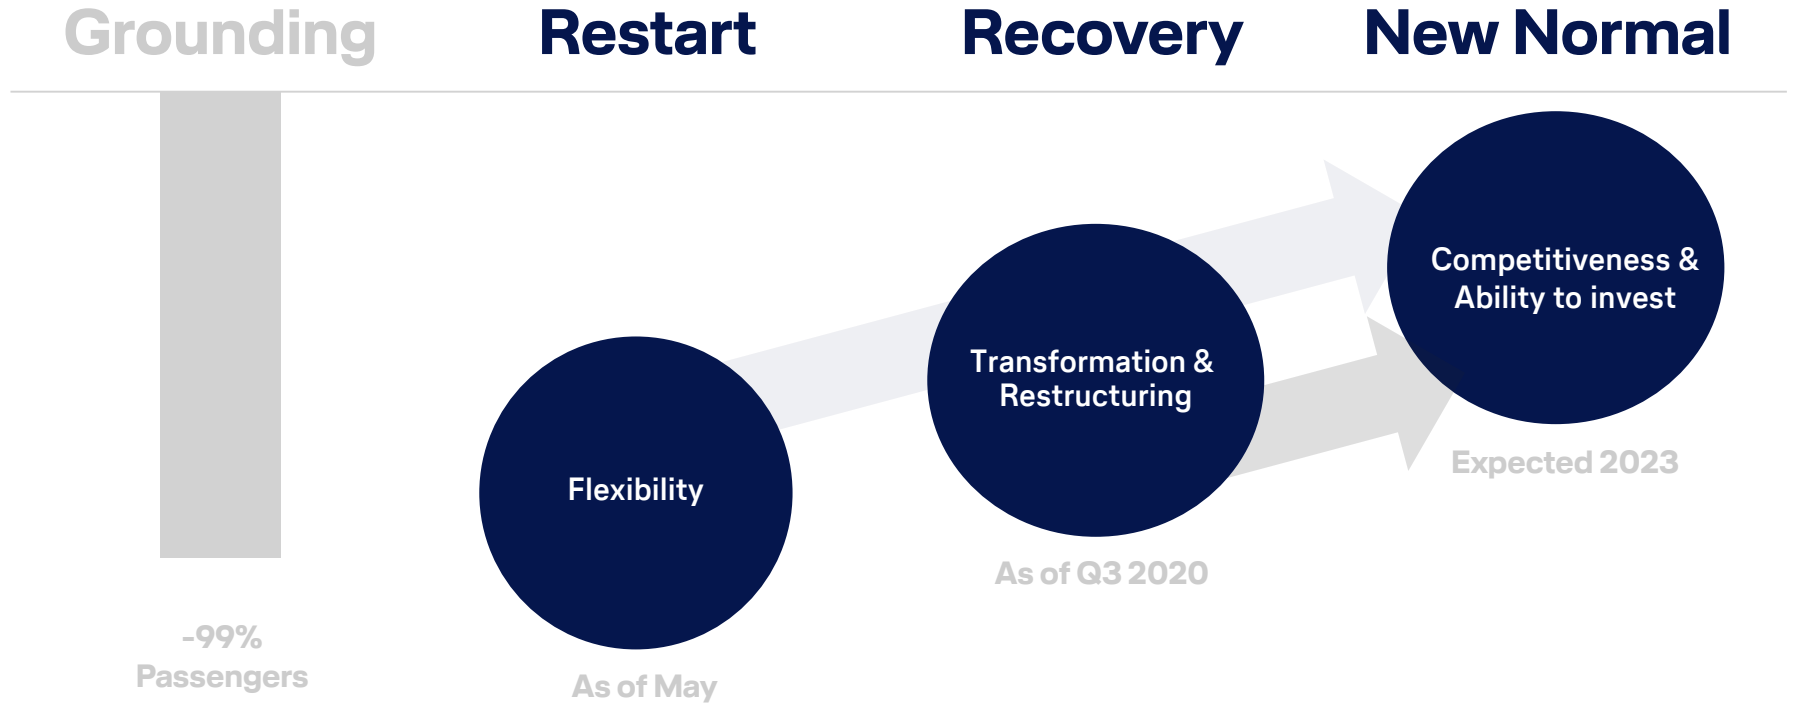 Grounding
Restart
Recovery
New Normal
-99%
Passengers
Flexibility
As of May
Transformation &
Restructuring
As of Q3 2020
Competitiveness &
Ability to invest
Expected 2023